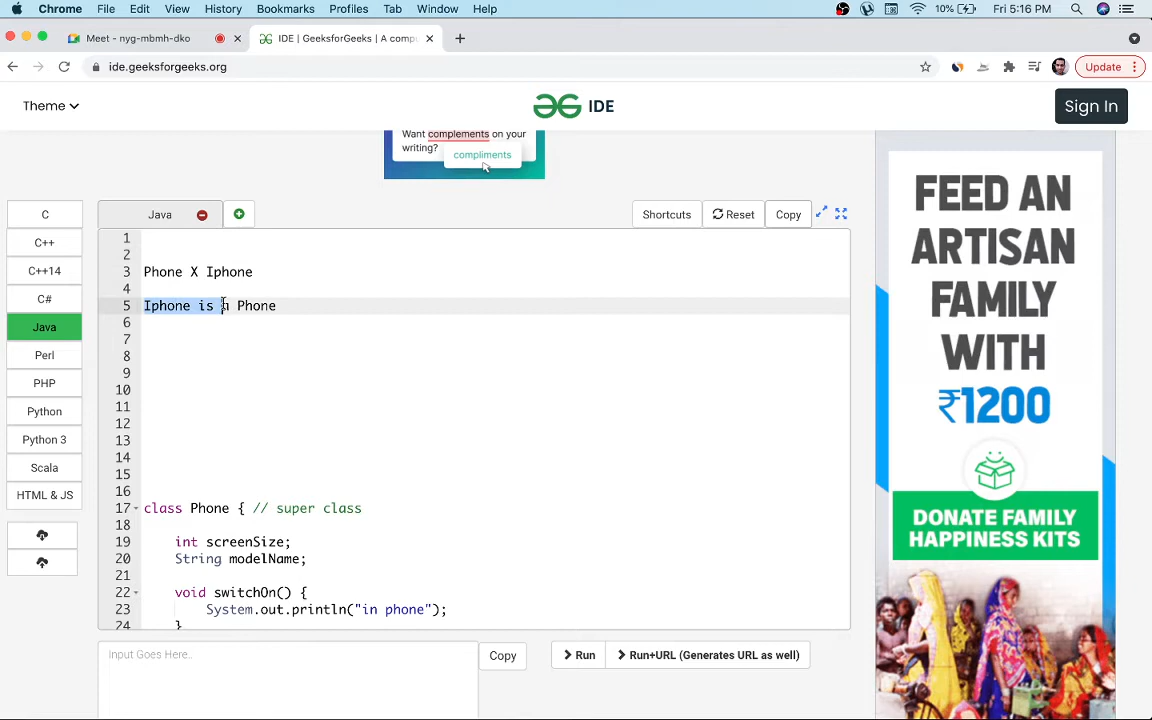 Chrome File Edit View History Bookmarks Profiles Tab Window Help 10% Fri 5:16 PM
Meet - nyg-mbmh-dko IDE | GeeksforGeeks | A comp
ide.geeksforgeeks.org Update
Theme IDE Sign In
Want complements on your
writing?
compliments
C
C++
C++14
C#
Java
Perl
PHP
Python
Python 3
Scala
HTML & JS
Java Shortcuts Reset Copy
1
2
3 Phone X Iphone
4
5 Iphone is a Phone
6
7
8
9
10
11
12
13
14
15
16
17 class Phone { // super class
18
19 int screenSize;
20 String modelName;
21
22 void switchOn() {
23 System.out.println("in phone");
24 }
Input Goes Here..
Copy Run Run+URL (Generates URL as well)
FEED AN
ARTISAN
FAMILY
WITH
₹1200
DONATE FAMILY
HAPPINESS KITS